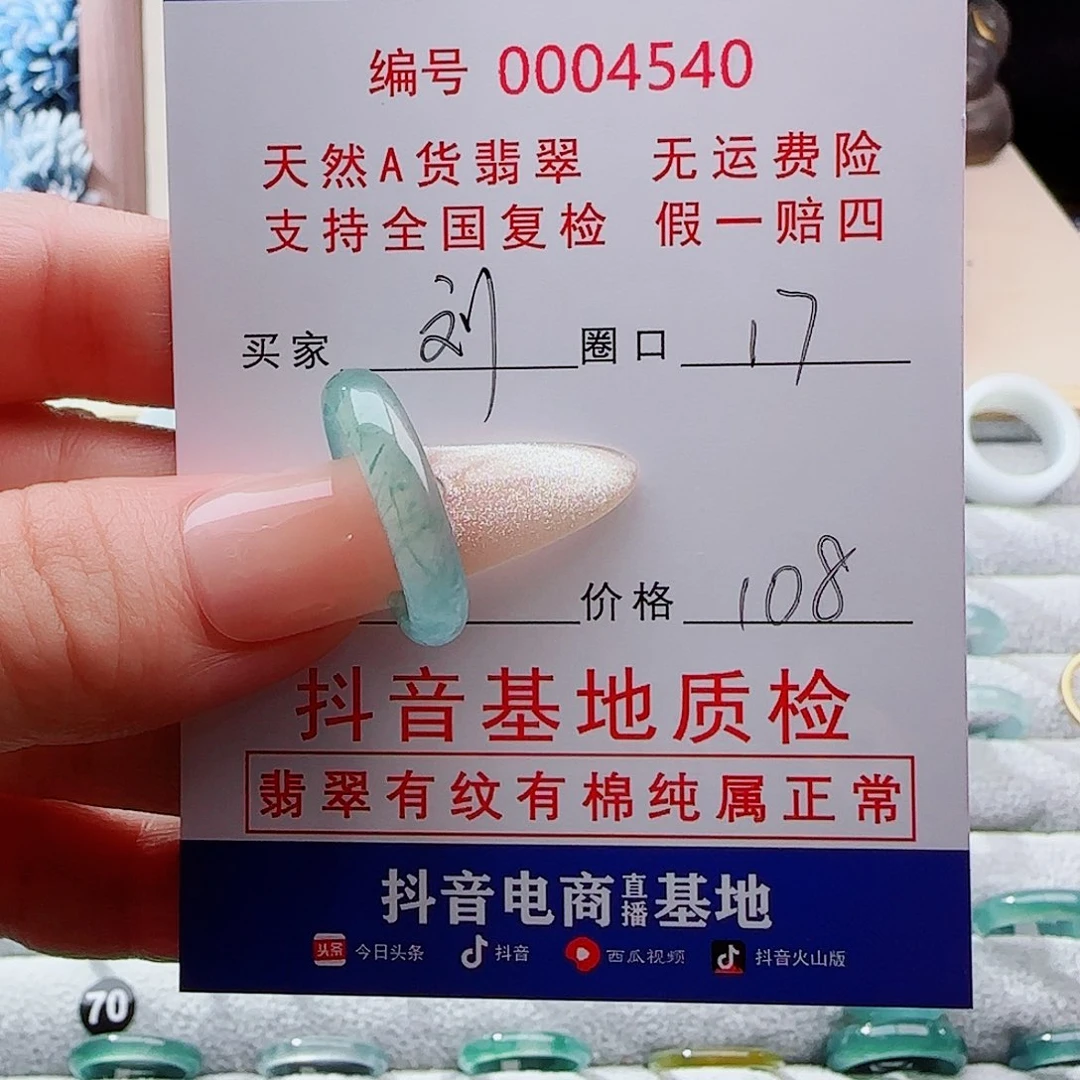 编号 0004540
天然A货翡翠 无运费险
支持全国复检 假一赔四
买家 刘 圈口 17
价格 108
抖音基地质检
翡翠有纹有棉纯属正常
抖音电商直播基地
头条 今日头条 抖音 西瓜视频 抖音火山版
70